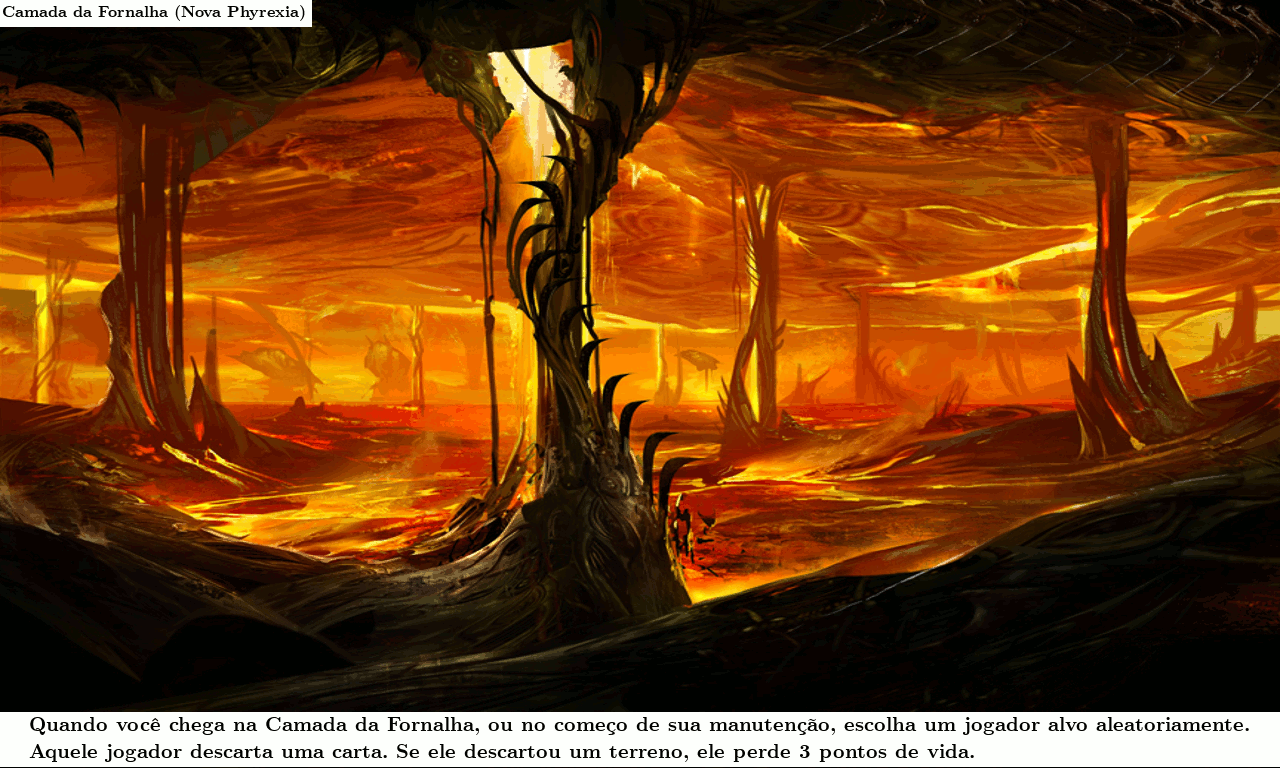 Camada da Fornalha (Nova Phyrexia)
Quando você chega na Camada da Fornalha, ou no começo de sua manutenção, escolha um jogador alvo aleatoriamente.
Aquele jogador descarta uma carta. Se ele descartou um terreno, ele perde 3 pontos de vida.